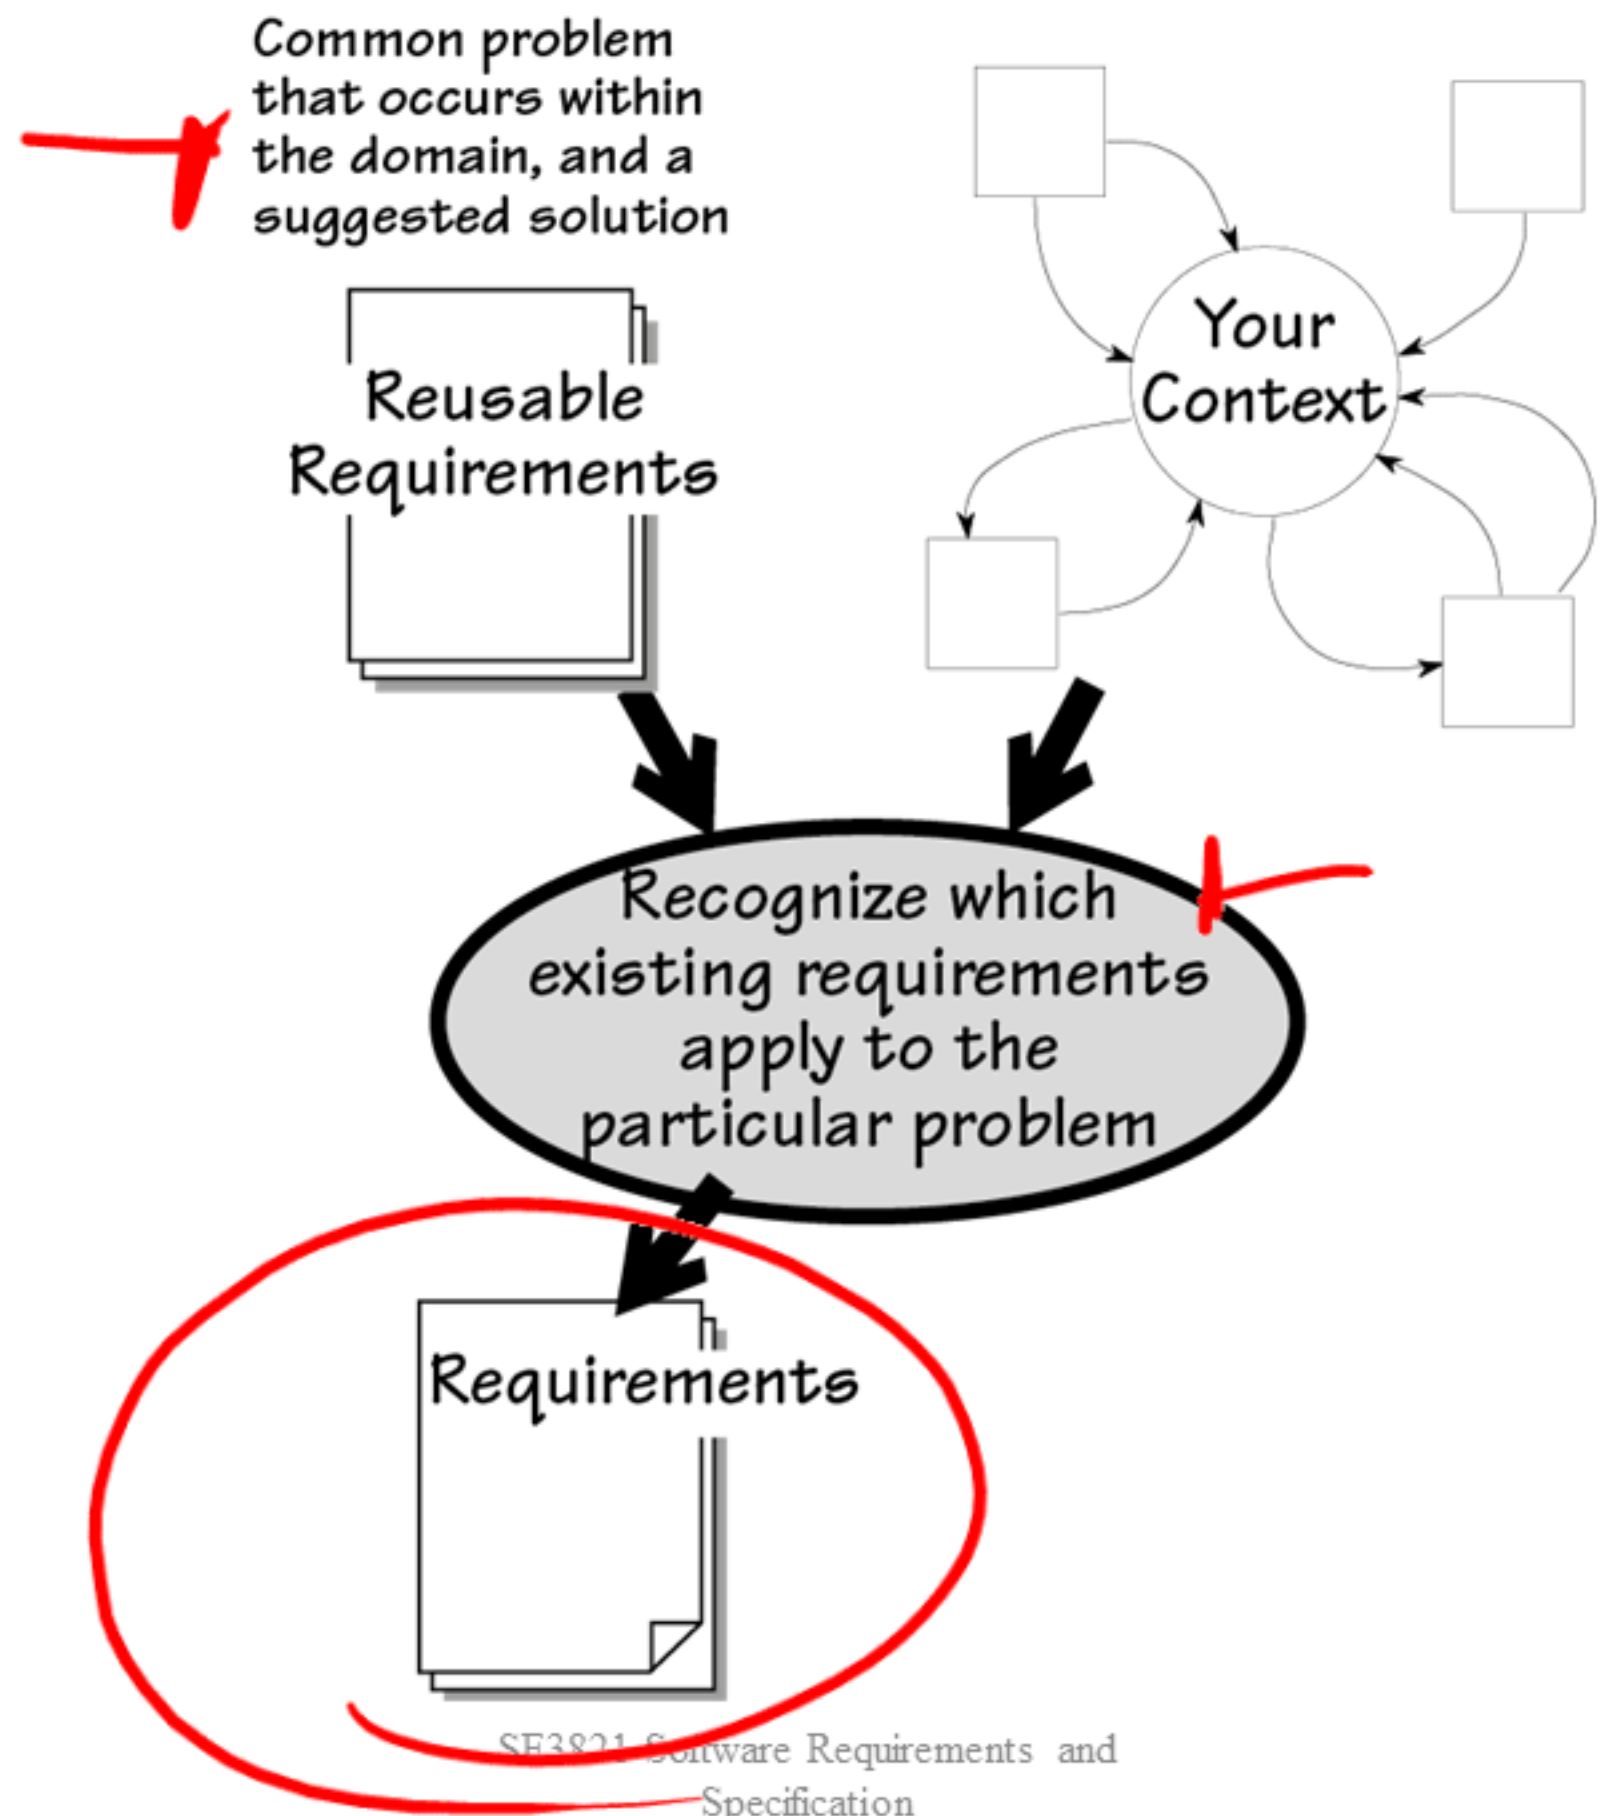 Common problem
that occurs within
the domain, and a
suggested solution
Reusable
Requirements
Your
Context
Recognize which
existing requirements
apply to the
particular problem
Requirements
SE3821 Software Requirements and
Specification